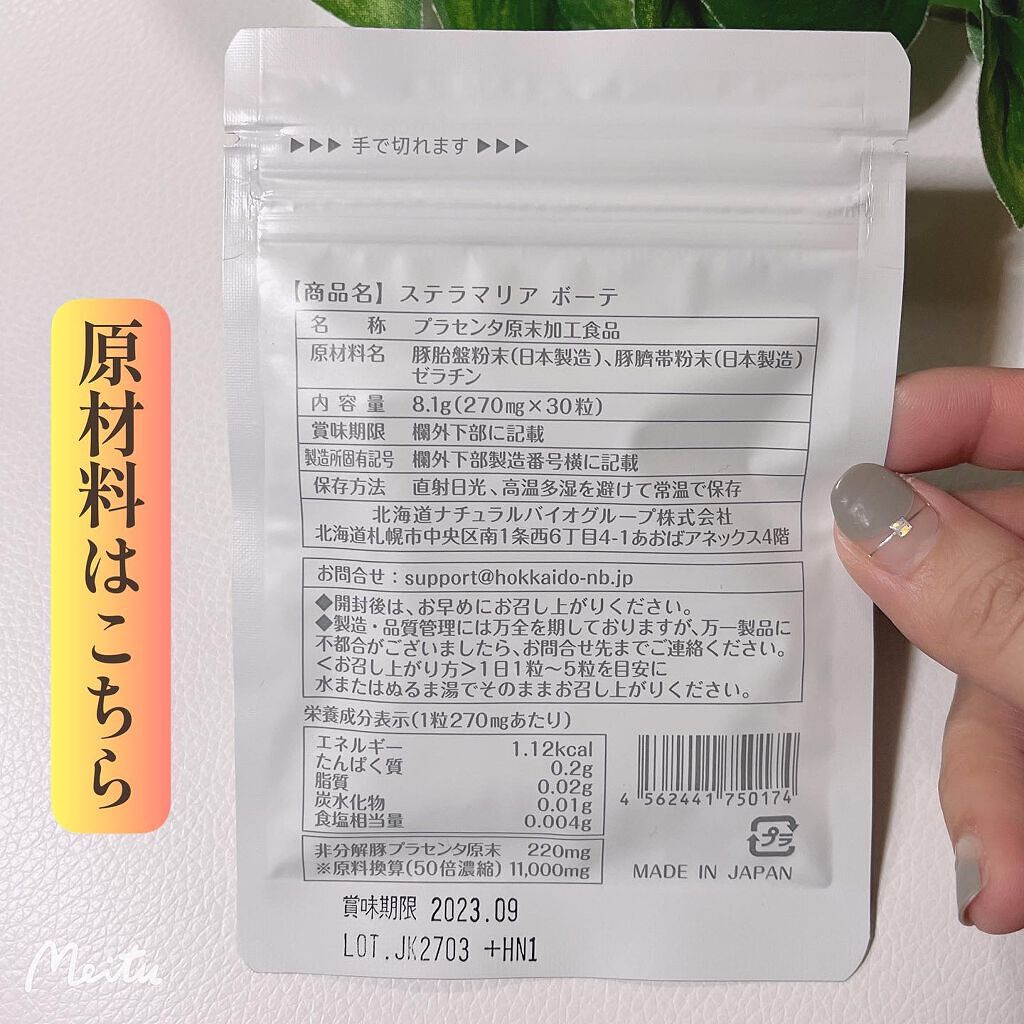 ▶▶▶ 手で切れます ▶▶▶
【商品名】ステラマリア ボーテ
名 称 プラセンタ原末加工食品
原材料名 豚胎盤粉末(日本製造)、豚臍帯粉末(日本製造)
ゼラチン
内容量 8.1g(270mg×30粒)
賞味期限 欄外下部に記載
製造所固有記号 欄外下部製造番号横に記載
保存方法 直射日光、高温多湿を避けて常温で保存
北海道ナチュラルバイオグループ株式会社
北海道札幌市中央区南1条西6丁目4-1あおばアネックス4階
お問合せ:support@hokkaido-nb.jp
◆開封後は、お早めにお召し上がりください。
◆製造・品質管理には万全を期しておりますが、万一製品に
不都合がございましたら、お問合せ先までご連絡ください。
<お召し上がり方>1日1粒~5粒を目安に
水またはぬるま湯でそのままお召し上がりください。
栄養成分表示(1粒270mgあたり)
エネルギー 1.12kcal
たんぱく質 0.2g
脂質 0.02g
炭水化物 0.01g
食塩相当量 0.004g
非分解豚プラセンタ原末 220mg
※原料換算(50倍濃縮) 11,000mg
4 562441 750174
プラ
MADE IN JAPAN
賞味期限 2023.09
LOT.JK2703 +HN1
原材料はこちら
Meitu